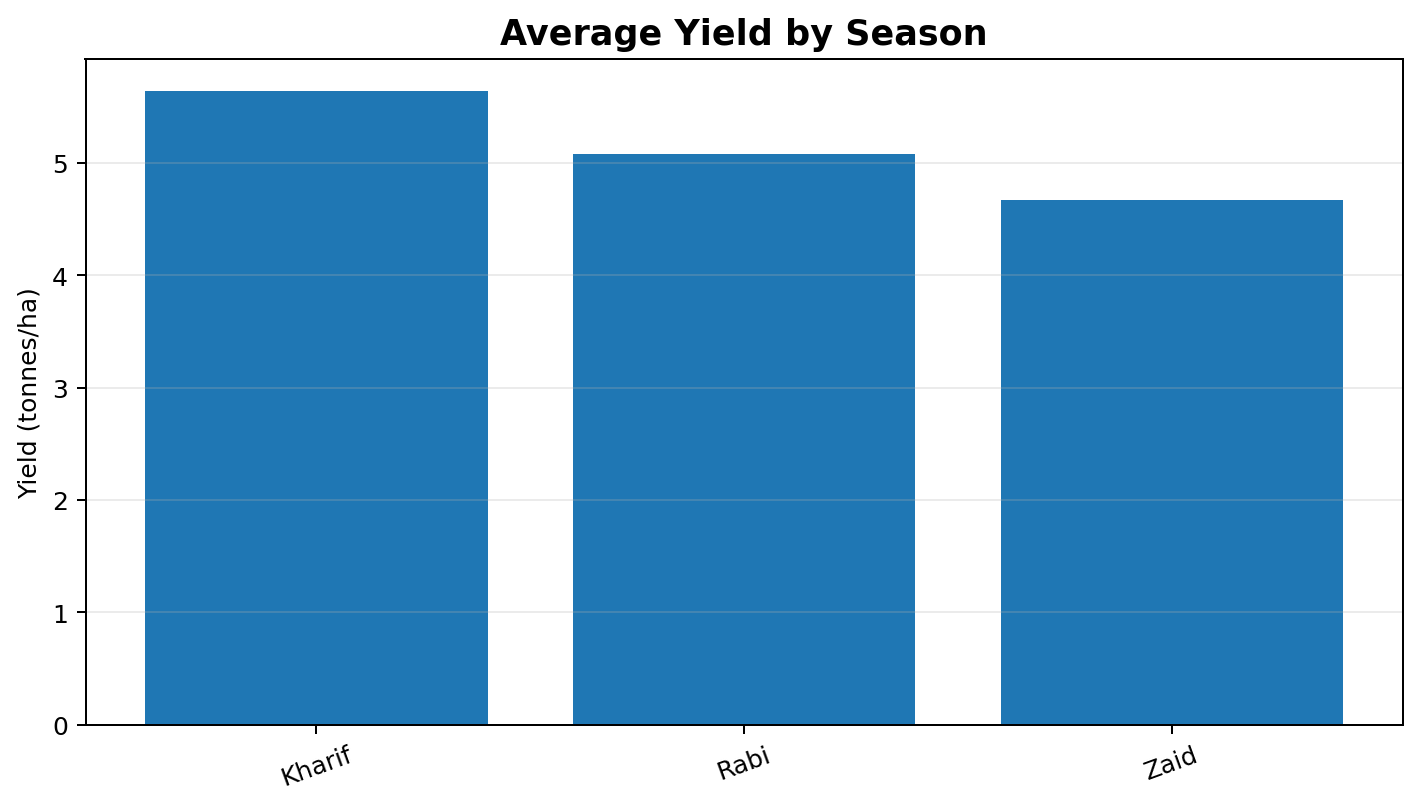 Average Yield by Season
Yield (tonnes/ha)
5
4
3
2
1
0
Kharif
Rabi
Zaid